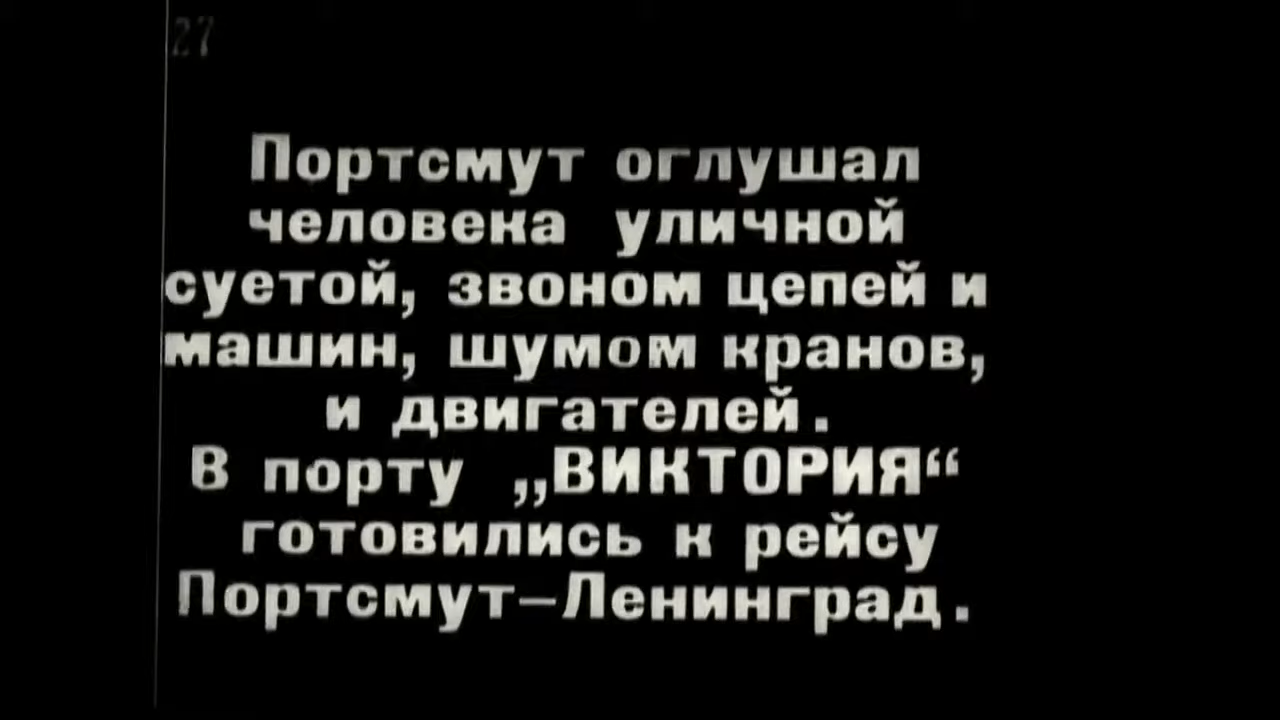 27
Портсмут оглушал
человека уличной
суетой, звоном цепей и
машин, шумом кранов,
и двигателей.
В порту „ВИКТОРИЯ“
готовились к рейсу
Портсмут—Ленинград.